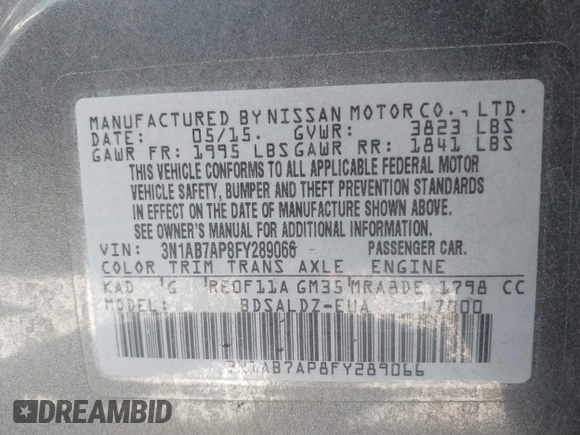 MANUFACTURED BY NISSAN MOTOR CO., LTD.
DATE: 05/15. GVWR: 3823 LBS
GAWR FR: 1995 LBS GAWR RR: 1841 LBS
THIS VEHICLE CONFORMS TO ALL APPLICABLE FEDERAL MOTOR
VEHICLE SAFETY, BUMPER AND THEFT PREVENTION STANDARDS
IN EFFECT ON THE DATE OF MANUFACTURE SHOWN ABOVE.
SEE OWNER'S MANUAL FOR ADDITIONAL INFORMATION.
VIN: 3N1AB7AP8FY289066 PASSENGER CAR.
COLOR TRIM TRANS AXLE ENGINE
KAD G RE0F11A GM35 MRA8DE 1798 CC
MODEL: BDSALDZ-EUA
3N1AB7AP8FY289066
DREAMBID